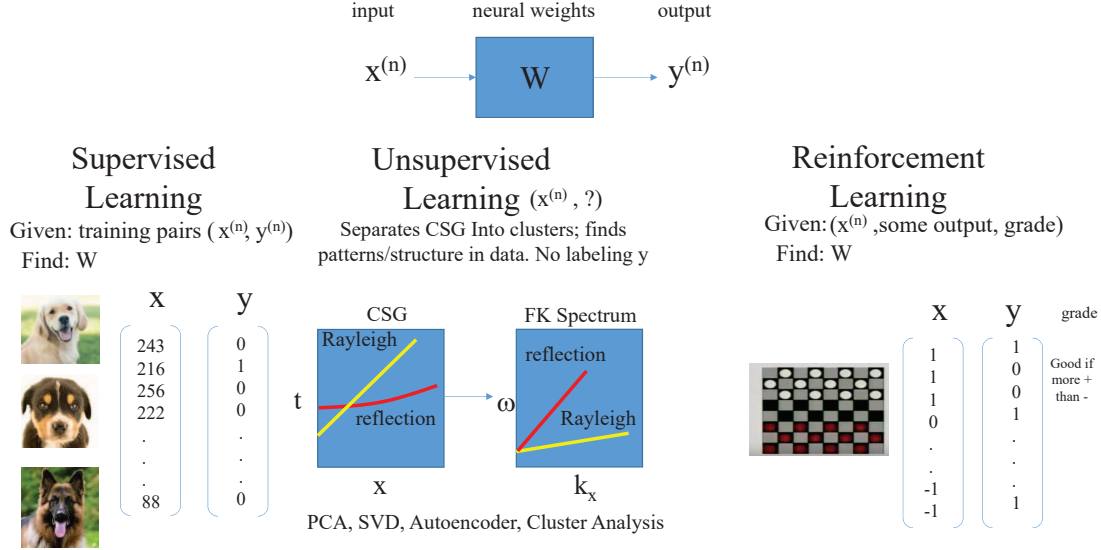 input neural weights output
x(n) W y(n)
Supervised
Learning
Given: training pairs ( x(n), y(n))
Find: W
x y
243 0
216 1
256 0
222 0
. .
. .
. .
88 0
Unsupervised
Learning (x(n) , ?)
Separates CSG Into clusters; finds
patterns/structure in data. No labeling y
CSG FK Spectrum
Rayleigh
reflection
t
x
reflection
Rayleigh
ω
kx
PCA, SVD, Autoencoder, Cluster Analysis
Reinforcement
Learning
Given: (x(n) ,some output, grade)
Find: W
x y grade
1 1
1 0
1 0
0 1
. .
. .
. .
-1
-1 1
Good if
more +
than -